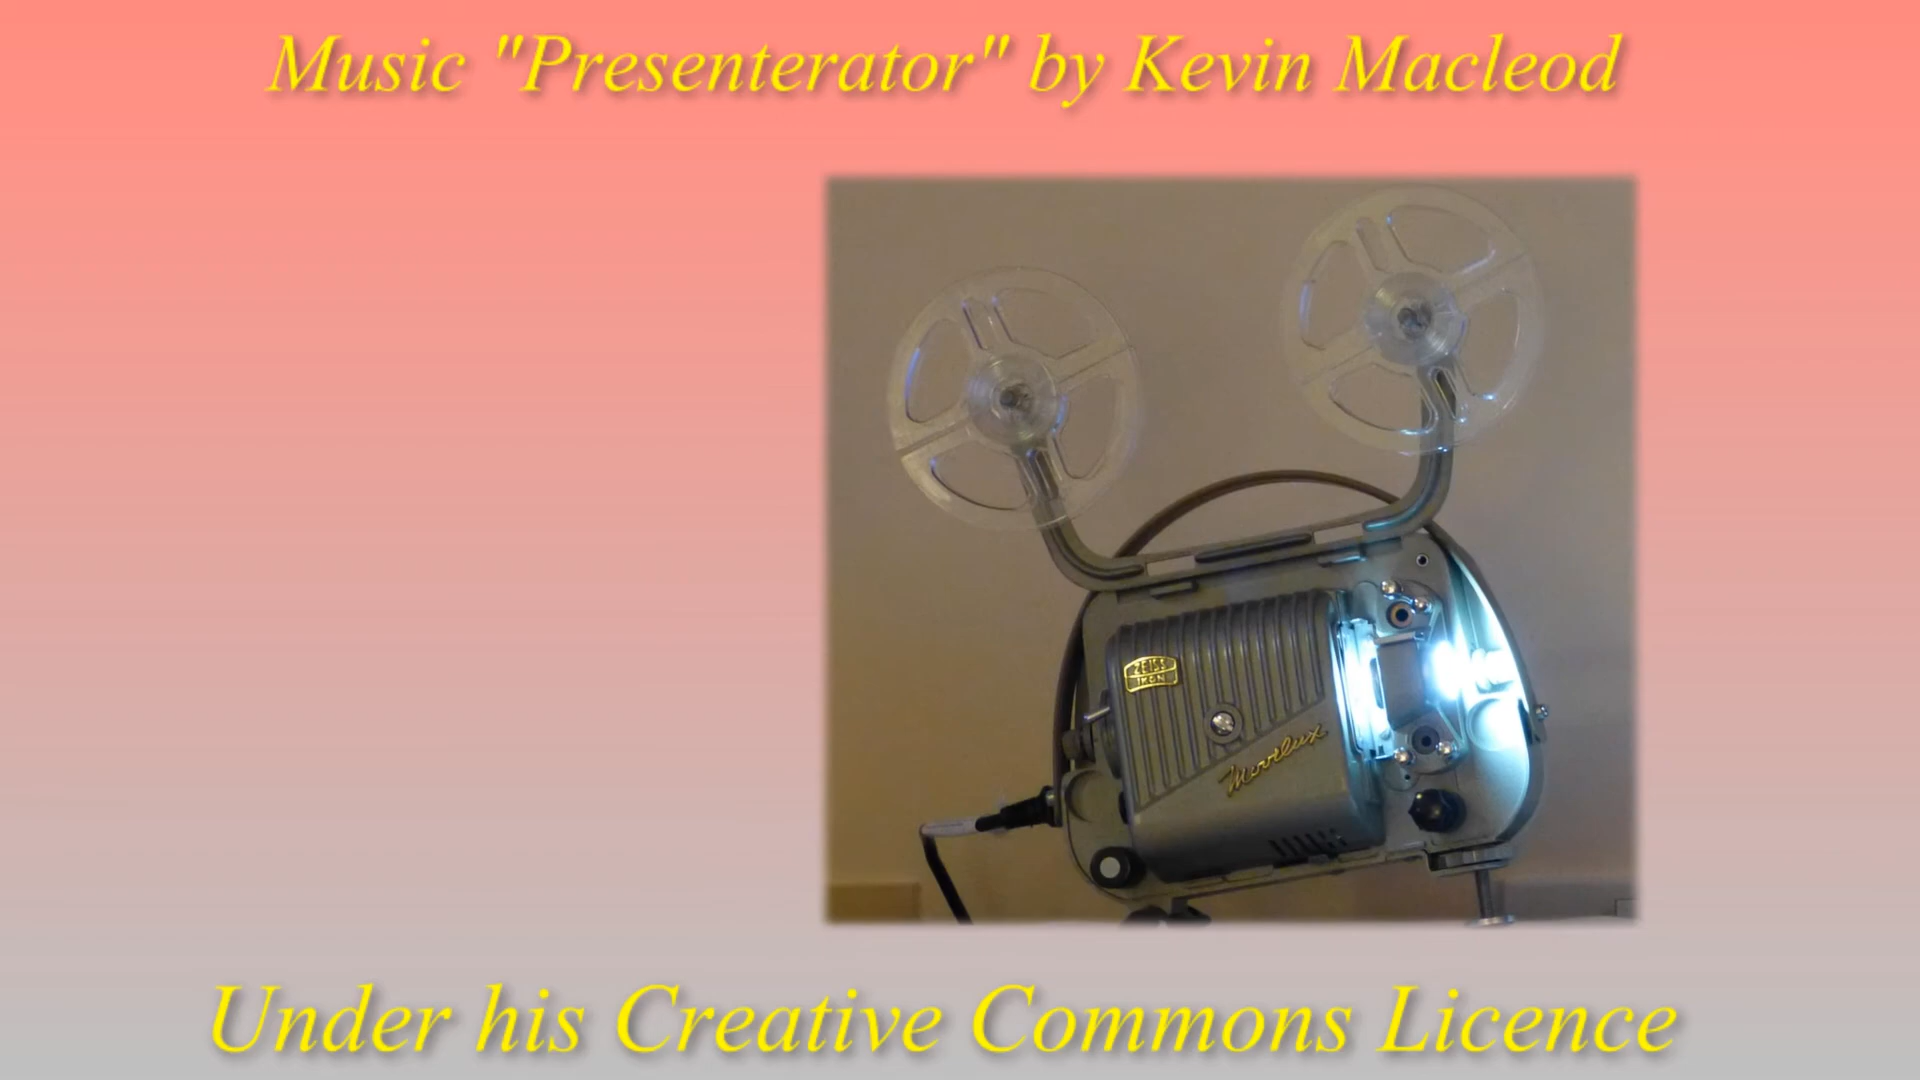 Music "Presenterator" by Kevin Macleod
ZEISS
IKON
Movilux
Under his Creative Commons Licence